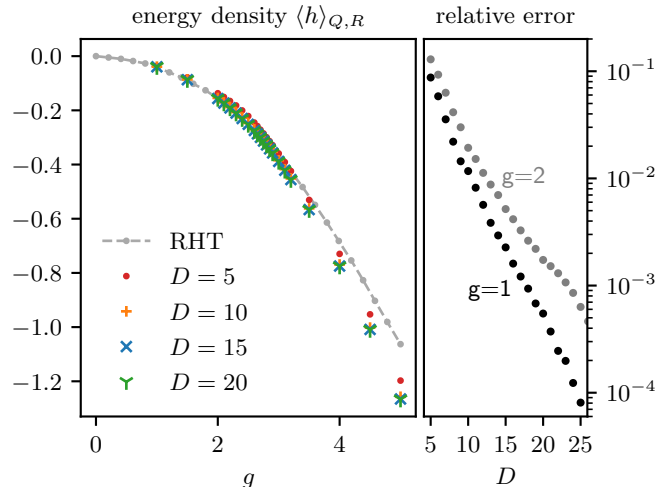 energy density ⟨h⟩Q,R
relative error
0.0
−0.2
−0.4
−0.6
−0.8
−1.0
−1.2
RHT
D = 5
D = 10
D = 15
D = 20
0
2
4
g
g=2
g=1
10⁻¹
10⁻²
10⁻³
10⁻⁴
5
10
15
20
25
D